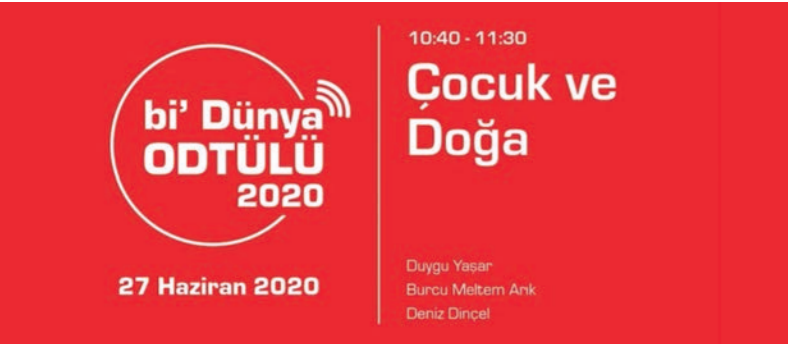 bi' Dünya
ODTÜLÜ
2020
27 Haziran 2020
10:40 - 11:30
Çocuk ve
Doğa
Duygu Yaşar
Burcu Meltem Arık
Deniz Dinçel